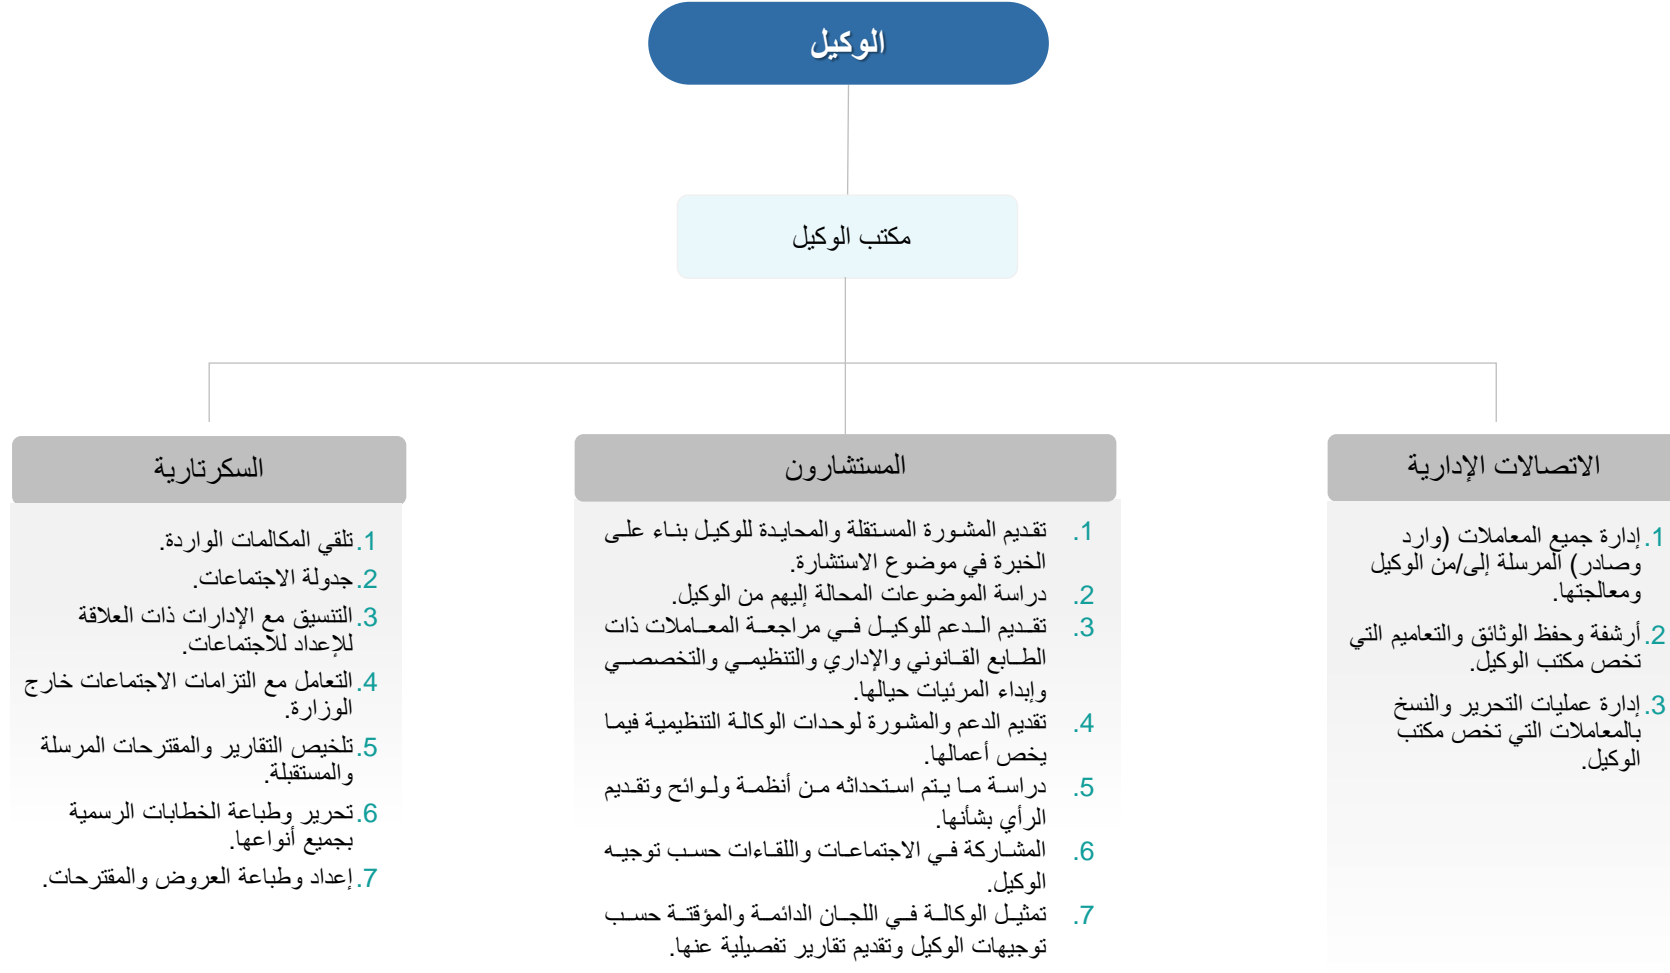 الوكيل
مكتب الوكيل
الاتصالات الإدارية
1. إدارة جميع المعاملات (وارد
وصادر) المرسلة إلى/من الوكيل
ومعالجتها.
2. أرشفة وحفظ الوثائق والتعاميم التي
تخص مكتب الوكيل.
3. إدارة عمليات التحرير والنسخ
بالمعاملات التي تخص مكتب
الوكيل.
المستشارون
1. تقديم المشورة المستقلة والمحايدة للوكيل بناء على
الخبرة في موضوع الاستشارة.
2. دراسة الموضوعات المحالة إليهم من الوكيل.
3. تقديم الدعم للوكيل في مراجعة المعاملات ذات
الطابع القانوني والإداري والتنظيمي والتخصصي
وإبداء المرئيات حيالها.
4. تقديم الدعم والمشورة لوحدات الوكالة التنظيمية فيما
يخص أعمالها.
5. دراسة ما يتم استحداثه من أنظمة ولوائح وتقديم
الرأي بشأنها.
6. المشاركة في الاجتماعات واللقاءات حسب توجيه
الوكيل.
7. تمثيل الوكالة في اللجان الدائمة والمؤقتة حسب
توجيهات الوكيل وتقديم تقارير تفصيلية عنها.
السكرتارية
1. تلقي المكالمات الواردة.
2. جدولة الاجتماعات.
3. التنسيق مع الإدارات ذات العلاقة
للإعداد للاجتماعات.
4. التعامل مع التزامات الاجتماعات خارج
الوزارة.
5. تلخيص التقارير والمقترحات المرسلة
والمستقبلة.
6. تحرير وطباعة الخطابات الرسمية
بجميع أنواعها.
7. إعداد وطباعة العروض والمقترحات.